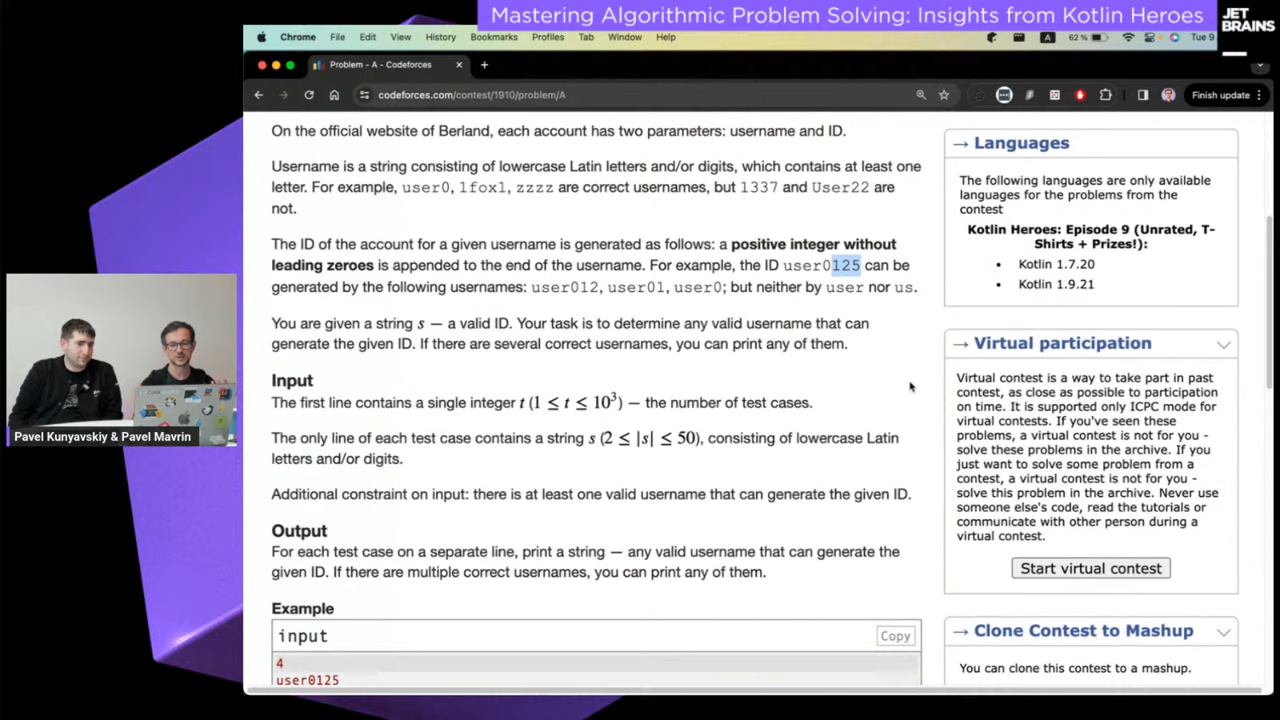 Mastering Algorithmic Problem Solving: Insights from Kotlin Heroes
JET
BRAINS
Chrome File Edit View History Bookmarks Profiles Tab Window Help
A 62 % Tue 9
Problem - A - Codeforces
codeforces.com/contest/1910/problem/A
Finish update
On the official website of Berland, each account has two parameters: username and ID.
Username is a string consisting of lowercase Latin letters and/or digits, which contains at least one
letter. For example, user0, 1fox1, zzzz are correct usernames, but 1337 and User22 are
not.
The ID of the account for a given username is generated as follows: a positive integer without
leading zeroes is appended to the end of the username. For example, the ID user0125 can be
generated by the following usernames: user012, user01, user0; but neither by user nor us.
You are given a string s — a valid ID. Your task is to determine any valid username that can
generate the given ID. If there are several correct usernames, you can print any of them.
Input
The first line contains a single integer t (1 ≤ t ≤ 10³) — the number of test cases.
The only line of each test case contains a string s (2 ≤ |s| ≤ 50), consisting of lowercase Latin
letters and/or digits.
Additional constraint on input: there is at least one valid username that can generate the given ID.
Output
For each test case on a separate line, print a string — any valid username that can generate the
given ID. If there are multiple correct usernames, you can print any of them.
Example
input
Copy
4
user0125
→ Languages
The following languages are only available
languages for the problems from the
contest
Kotlin Heroes: Episode 9 (Unrated, T-
Shirts + Prizes!):
• Kotlin 1.7.20
• Kotlin 1.9.21
→ Virtual participation
Virtual contest is a way to take part in past
contest, as close as possible to participation
on time. It is supported only ICPC mode for
virtual contests. If you've seen these
problems, a virtual contest is not for you -
solve these problems in the archive. If you
just want to solve some problem from a
contest, a virtual contest is not for you -
solve this problem in the archive. Never use
someone else's code, read the tutorials or
communicate with other person during a
virtual contest.
Start virtual contest
→ Clone Contest to Mashup
You can clone this contest to a mashup.
Pavel Kunyavskiy & Pavel Mavrin